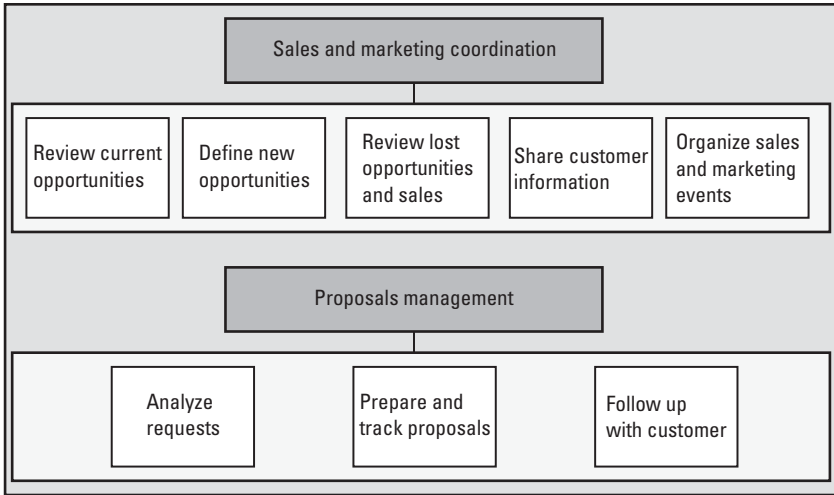 Sales and marketing coordination
Review current
opportunities
Define new
opportunities
Review lost
opportunities
and sales
Share customer
information
Organize sales
and marketing
events
Proposals management
Analyze
requests
Prepare and
track proposals
Follow up
with customer